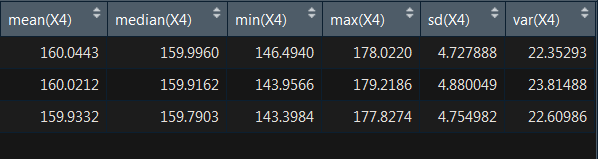 mean(X4) median(X4) min(X4) max(X4) sd(X4) var(X4)
160.0443 159.9960 146.4940 178.0220 4.727888 22.35293
160.0212 159.9162 143.9566 179.2186 4.880049 23.81488
159.9332 159.7903 143.3984 177.8274 4.754982 22.60986